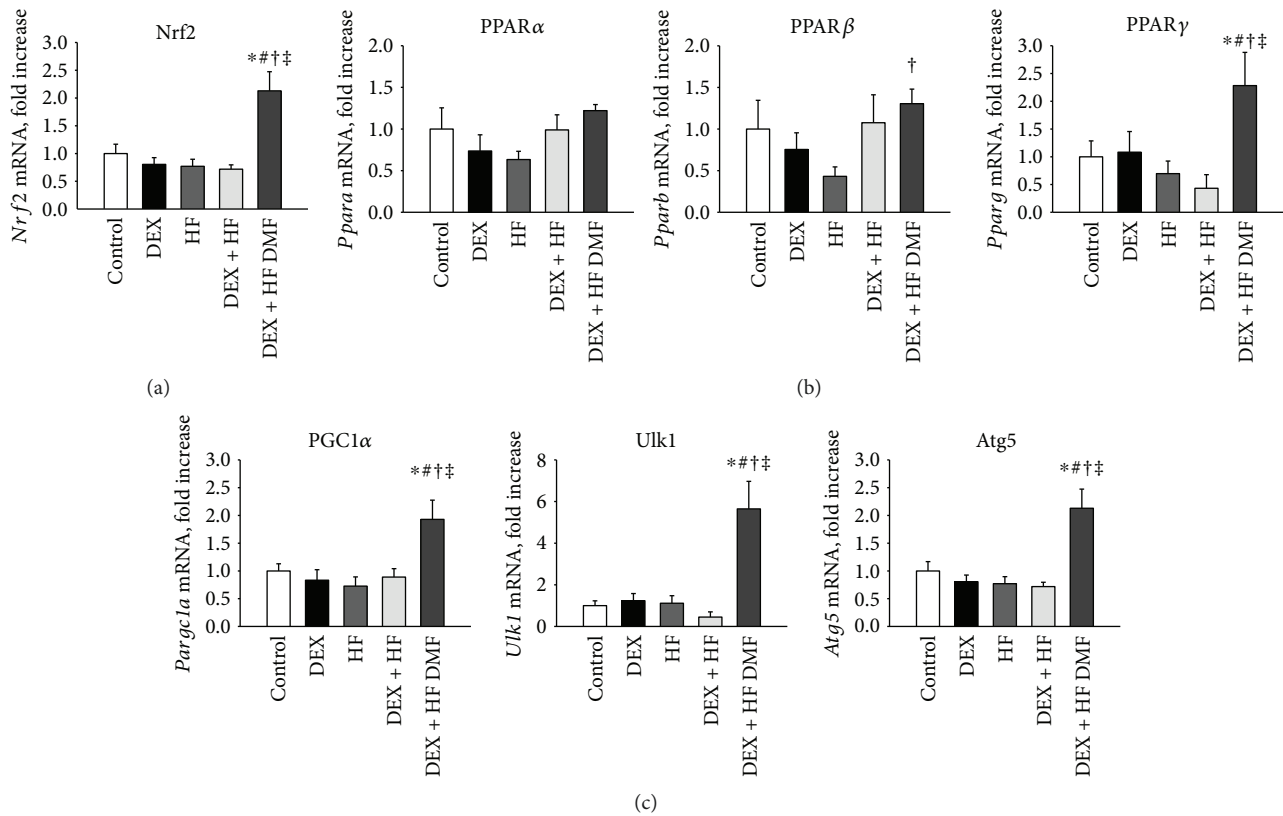 Nrf2
*#†‡
Nrf2 mRNA, fold increase
3.0
2.5
2.0
1.5
1.0
0.5
0.0
Control
DEX
HF
DEX + HF
DEX + HF DMF
(a)
PPARα
Ppara mRNA, fold increase
2.0
1.5
1.0
0.5
0.0
Control
DEX
HF
DEX + HF
DEX + HF DMF
PPARβ
†
Pparb mRNA, fold increase
2.0
1.5
1.0
0.5
0.0
Control
DEX
HF
DEX + HF
DEX + HF DMF
PPARγ
*#†‡
Pparg mRNA, fold increase
3.0
2.5
2.0
1.5
1.0
0.5
0.0
Control
DEX
HF
DEX + HF
DEX + HF DMF
(b)
PGC1α
*#†‡
Pargc1a mRNA, fold increase
3.0
2.5
2.0
1.5
1.0
0.5
0.0
Control
DEX
HF
DEX + HF
DEX + HF DMF
Ulk1
*#†‡
Ulk1 mRNA, fold increase
8
6
4
2
0
Control
DEX
HF
DEX + HF
DEX + HF DMF
Atg5
*#†‡
Atg5 mRNA, fold increase
3.0
2.5
2.0
1.5
1.0
0.5
0.0
Control
DEX
HF
DEX + HF
DEX + HF DMF
(c)